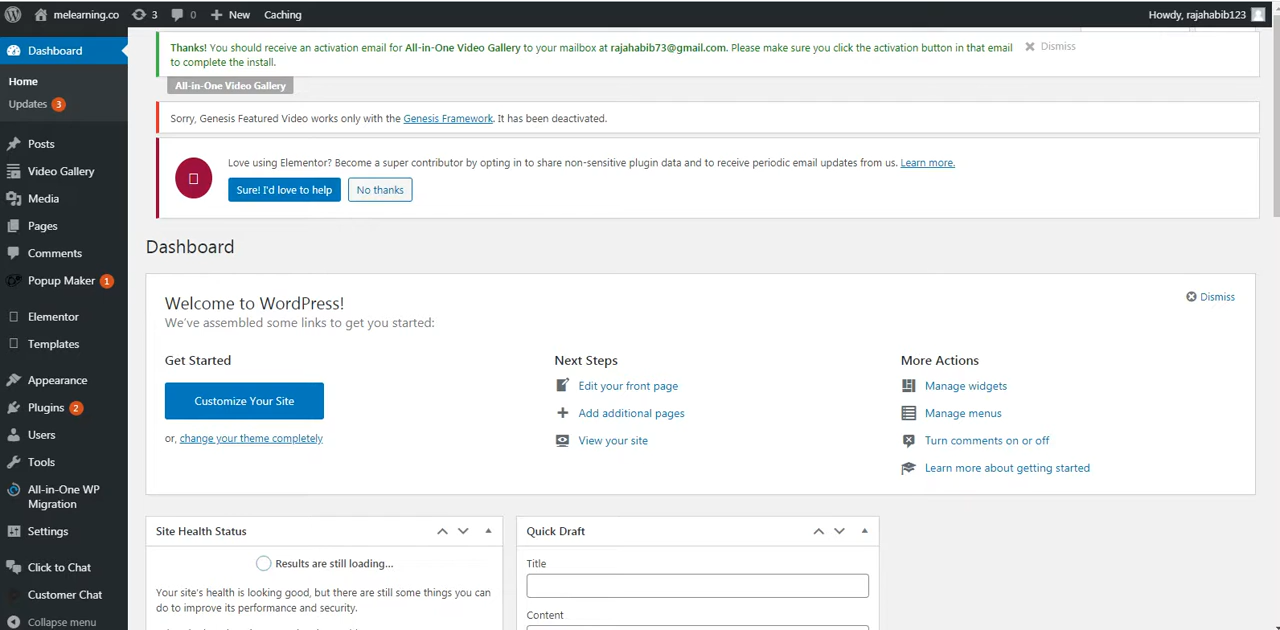 melearning.co 3 0 New Caching Howdy, rajahabib123
Dashboard
Home
Updates 3
Posts
Video Gallery
Media
Pages
Comments
Popup Maker 1
Elementor
Templates
Appearance
Plugins 2
Users
Tools
All-in-One WP
Migration
Settings
Click to Chat
Customer Chat
Collapse menu
Thanks! You should receive an activation email for All-in-One Video Gallery to your mailbox at rajahabib73@gmail.com. Please make sure you click the activation button in that email
to complete the install.
Dismiss
All-in-One Video Gallery
Sorry, Genesis Featured Video works only with the Genesis Framework. It has been deactivated.
Love using Elementor? Become a super contributor by opting in to share non-sensitive plugin data and to receive periodic email updates from us. Learn more.
Sure! I'd love to help No thanks
Dashboard
Welcome to WordPress!
Dismiss
We've assembled some links to get you started:
Get Started
Customize Your Site
or, change your theme completely
Next Steps
Edit your front page
Add additional pages
View your site
More Actions
Manage widgets
Manage menus
Turn comments on or off
Learn more about getting started
Site Health Status
Results are still loading...
Your site's health is looking good, but there are still some things you can
do to improve its performance and security.
Quick Draft
Title
Content